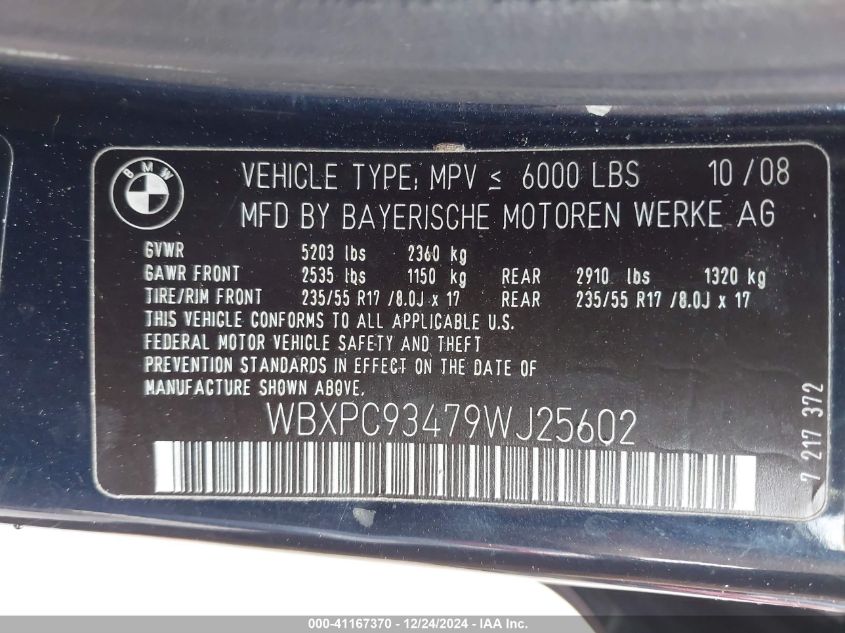 BMW
VEHICLE TYPE: MPV ≤ 6000 LBS 10/08
MFD BY BAYERISCHE MOTOREN WERKE AG
GVWR 5203 lbs 2360 kg
GAWR FRONT 2535 lbs 1150 kg REAR 2910 lbs 1320 kg
TIRE/RIM FRONT 235/55 R17 /8.0J x 17 REAR 235/55 R17 /8.0J x 17
THIS VEHICLE CONFORMS TO ALL APPLICABLE U.S.
FEDERAL MOTOR VEHICLE SAFETY AND THEFT
PREVENTION STANDARDS IN EFFECT ON THE DATE OF
MANUFACTURE SHOWN ABOVE.
WBXPC93479WJ25602
7 217 372
000-41167370 - 12/24/2024 - IAA Inc.